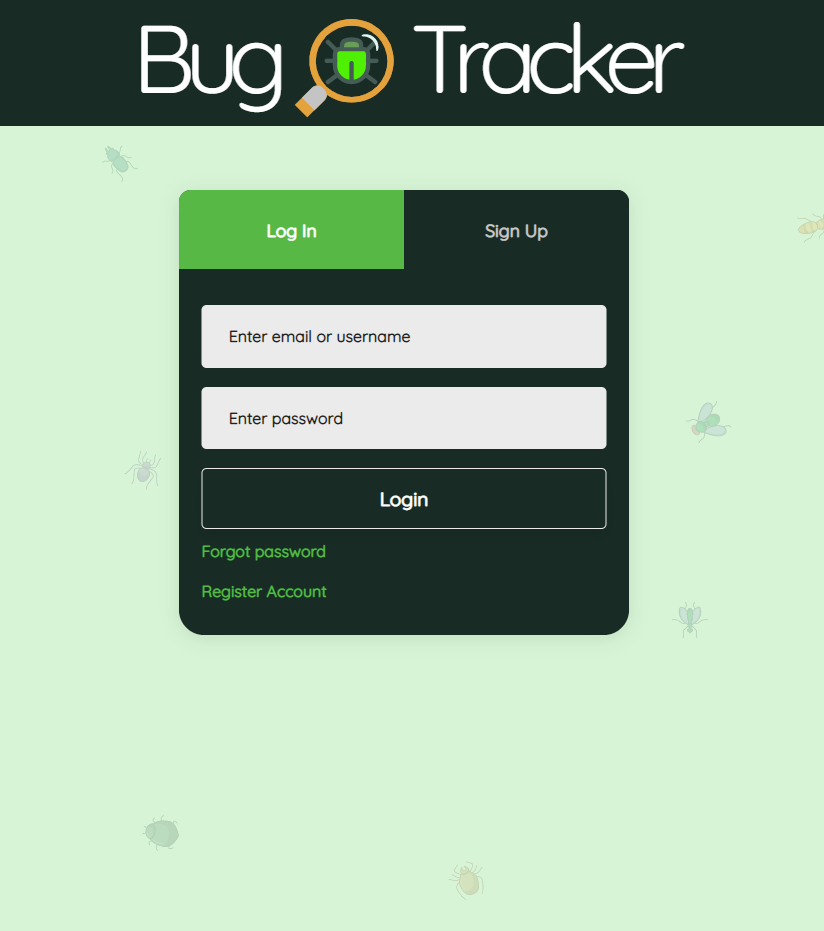 Bug Tracker
Log In Sign Up
Enter email or username
Enter password
Login
Forgot password
Register Account